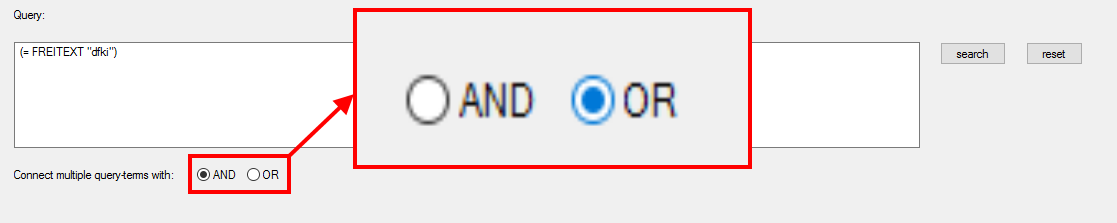 Query:
(= FREITEXT "dfki")
search reset
AND OR
Connect multiple query-terms with: AND OR